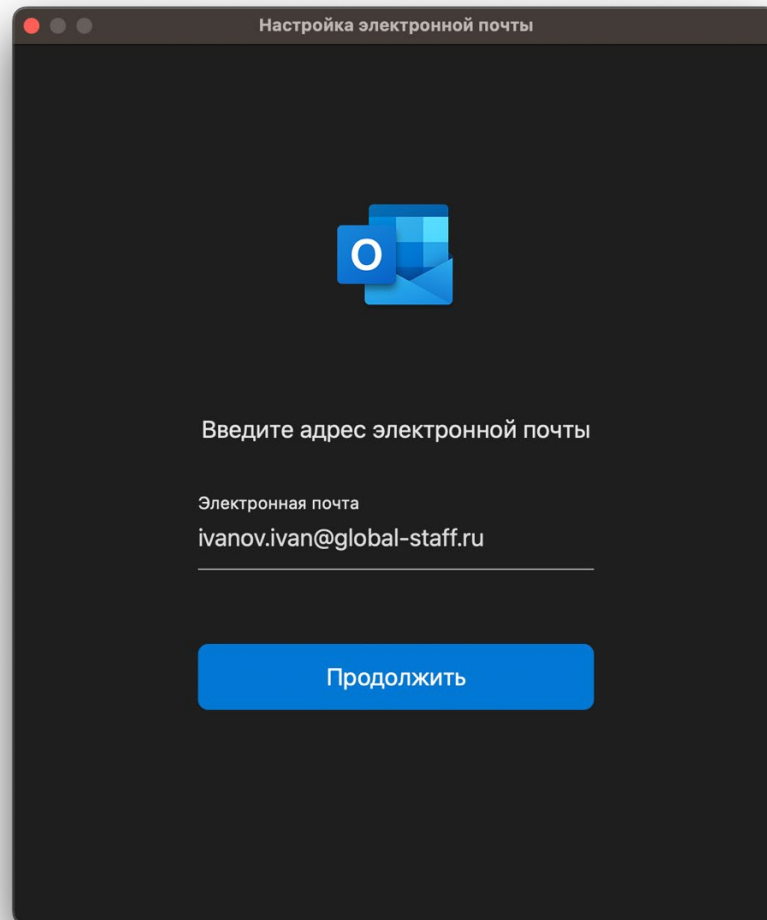 Настройка электронной почты
O
Введите адрес электронной почты
Электронная почта
ivanov.ivan@global-staff.ru
Продолжить